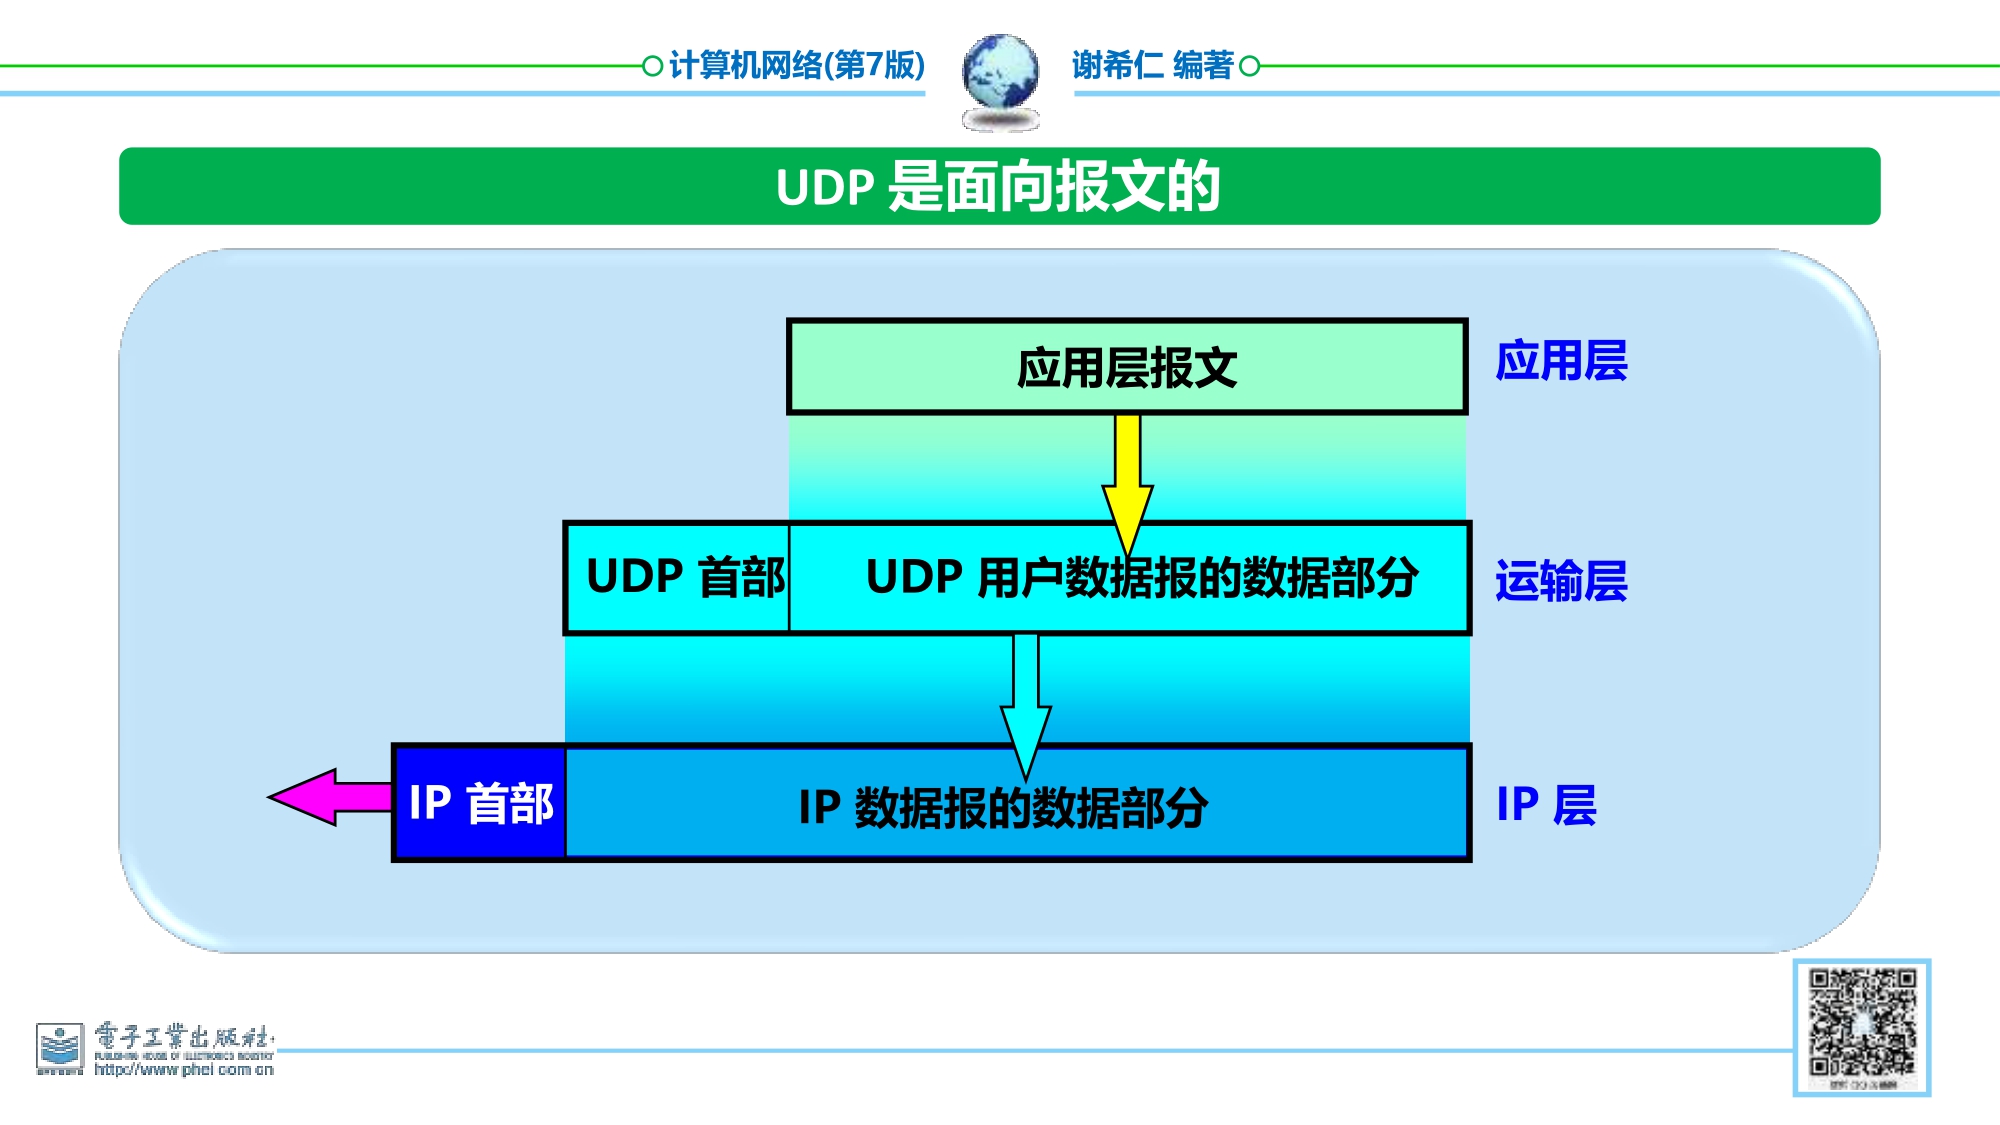 计算机网络(第7版) 谢希仁 编著
UDP 是面向报文的
应用层报文 应用层
UDP 首部 UDP 用户数据报的数据部分 运输层
IP 首部 IP 数据报的数据部分 IP 层
電子工業出版社
PUBLISHING HOUSE OF ELECTRONICS INDUSTRY
http://www.phei.com.cn